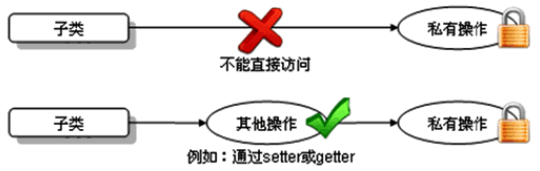 子类
私有操作
不能直接访问
子类
其他操作
私有操作
例如：通过setter或getter